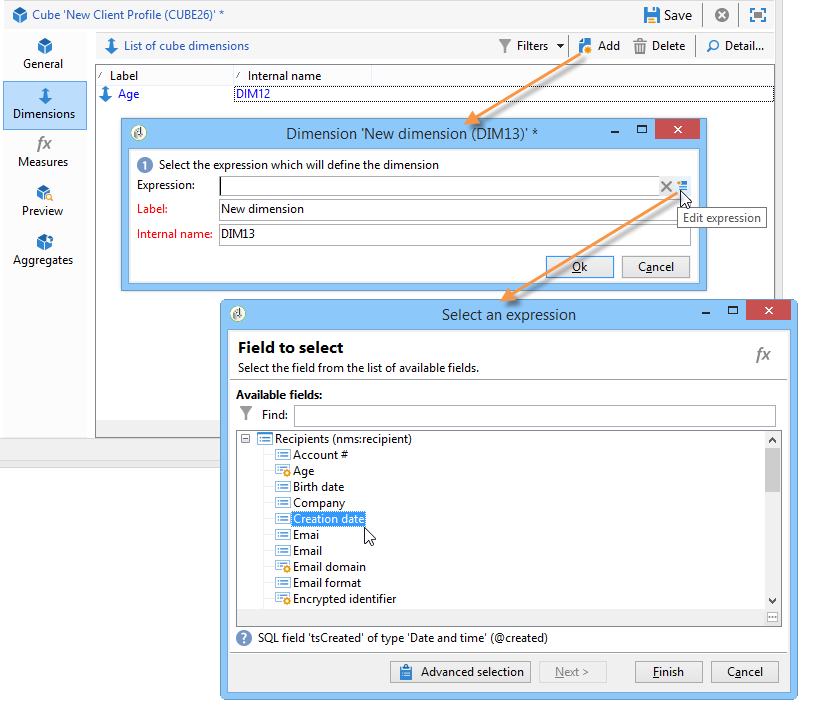 Cube 'New Client Profile (CUBE26)' *
Save
General
Dimensions
fx
Measures
Preview
Aggregates
List of cube dimensions
Filters
Add
Delete
Detail...
Label
Internal name
Age
DIM12
Dimension 'New dimension (DIM13)' *
1 Select the expression which will define the dimension
Expression:
Label: New dimension
Internal name: DIM13
Edit expression
Ok
Cancel
Select an expression
Field to select
Select the field from the list of available fields.
fx
Available fields:
Find:
Recipients (nms:recipient)
Account #
Age
Birth date
Company
Creation date
Emai
Email
Email domain
Email format
Encrypted identifier
? SQL field 'tsCreated' of type 'Date and time' (@created)
Advanced selection
Next >
Finish
Cancel